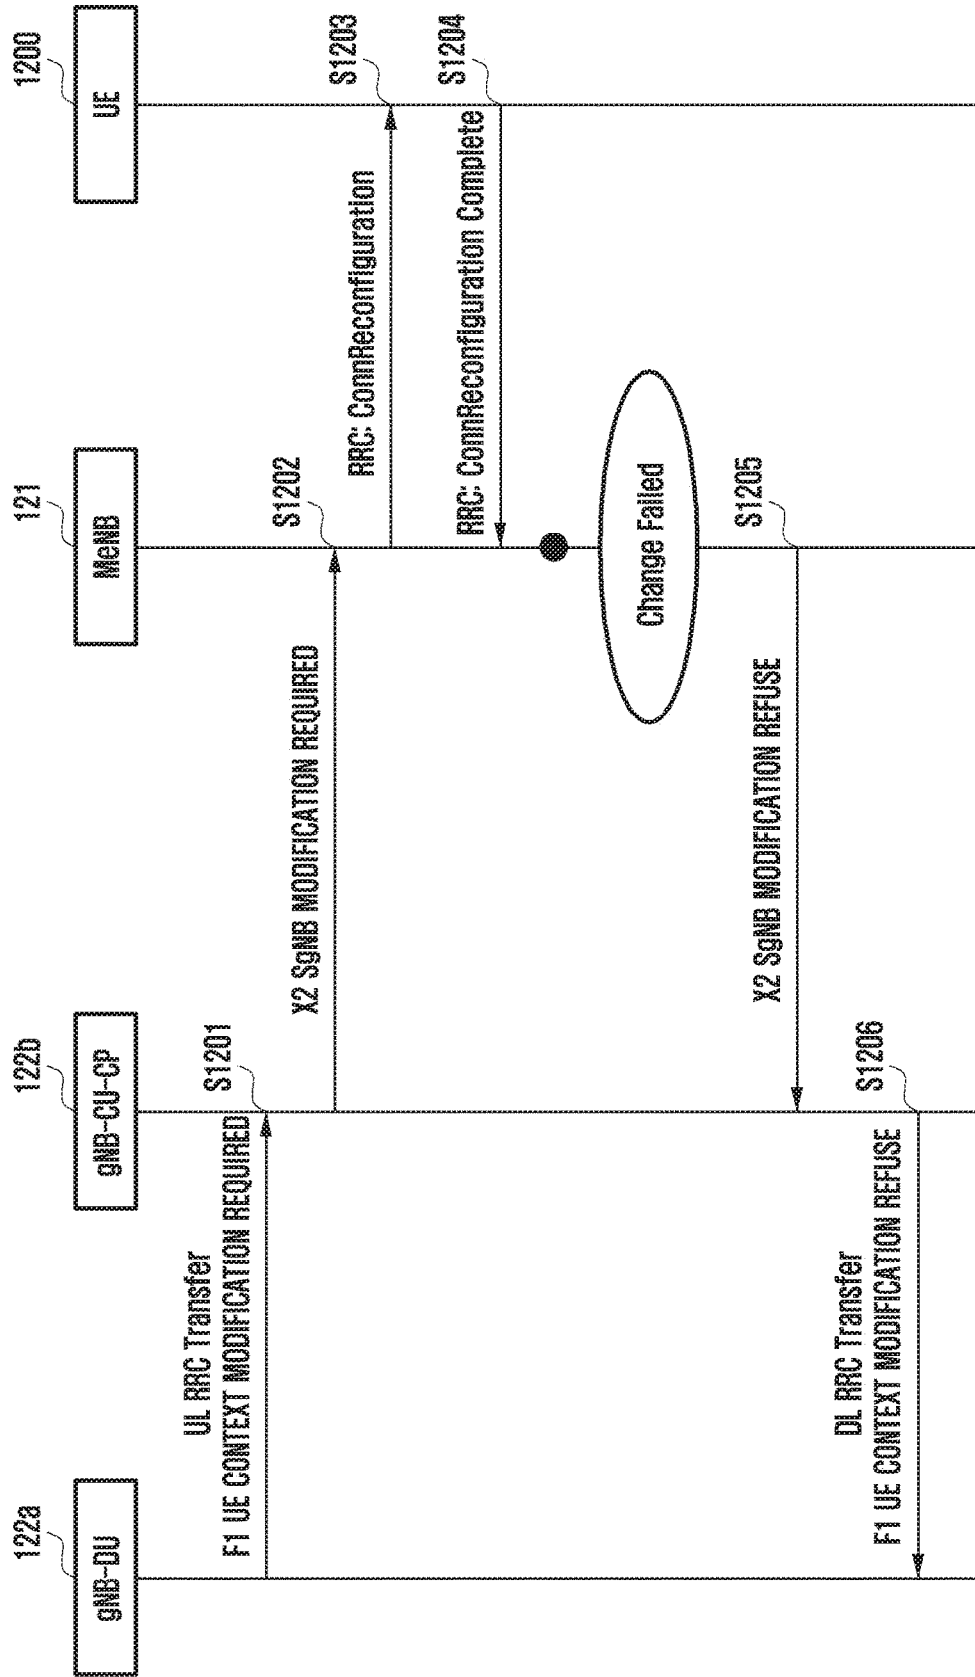 122a
gNB-DU
122b
gNB-CU-CP
121
MeNB
1200
UE
UL RRC Transfer
F1 UE CONTEXT MODIFICATION REQUIRED
S1201
X2 SgNB MODIFICATION REQUIRED
S1202
RRC: ConnReconfiguration
S1203
RRC: ConnReconfiguration Complete
S1204
Change Failed
X2 SgNB MODIFICATION REFUSE
S1205
DL RRC Transfer
F1 UE CONTEXT MODIFICATION REFUSE
S1206